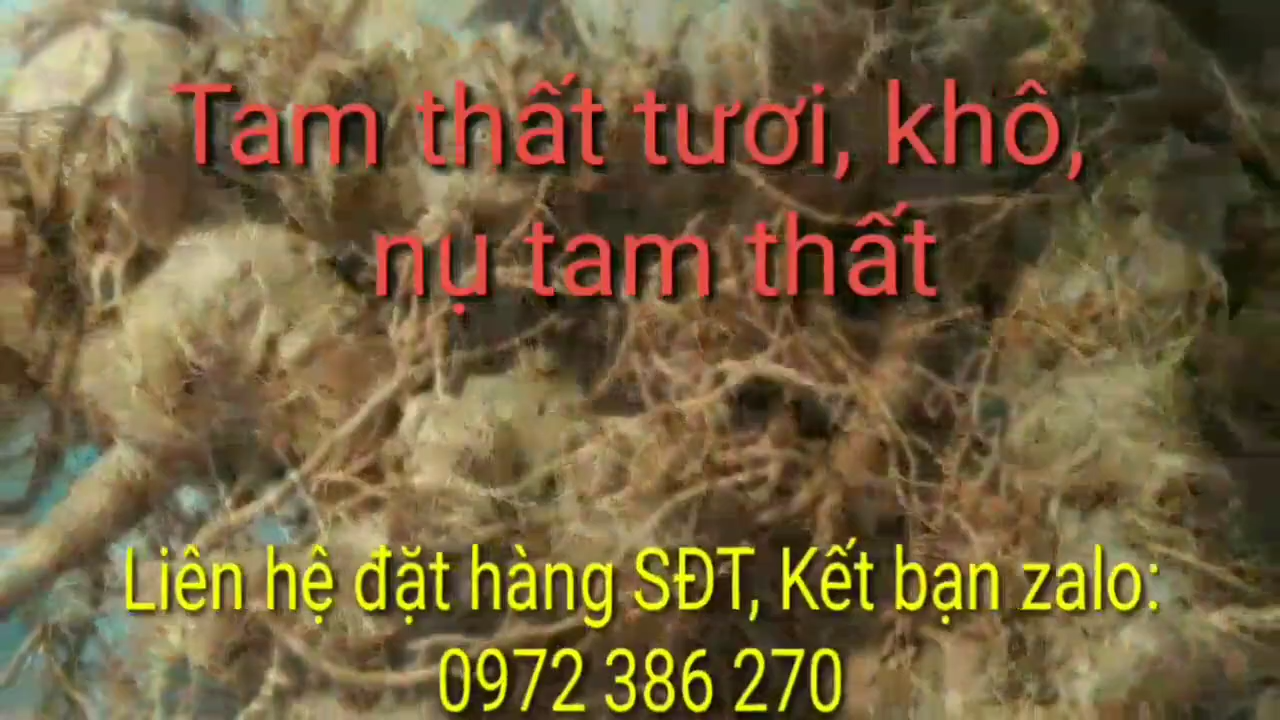 Tam thất tươi, khô,
nụ tam thất
Liên hệ đặt hàng SĐT, Kết bạn zalo:
0972 386 270